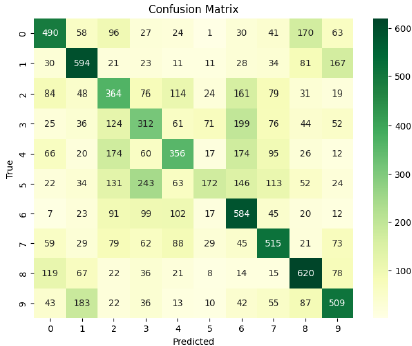 Confusion Matrix
0 490 58 96 27 24 1 30 41 170 63
1 30 594 21 23 11 11 28 34 81 167
2 84 48 364 76 114 24 161 79 31 19
3 25 36 124 312 61 71 199 76 44 52
4 66 20 174 60 356 17 174 95 26 12
5 22 34 131 243 63 172 146 113 52 24
6 7 23 91 99 102 17 584 45 20 12
7 59 29 79 62 88 29 45 515 21 73
8 119 67 22 36 21 8 14 15 620 78
9 43 183 22 36 13 10 42 55 87 509
0 1 2 3 4 5 6 7 8 9
Predicted
True
600
500
400
300
200
100